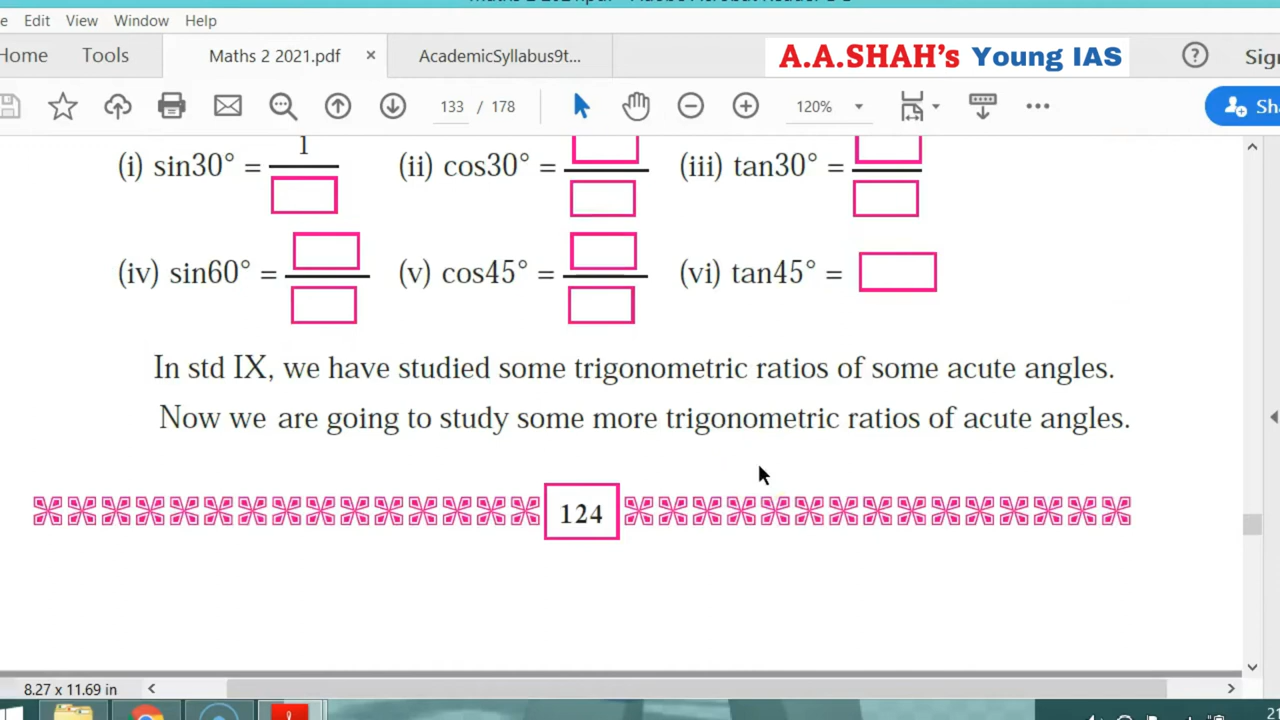 Edit View Window Help
Home Tools Maths 2 2021.pdf × AcademicSyllabus9t...
A.A.SHAH's Young IAS
?
133 / 178
120%
(i) sin30° = 1
(ii) cos30° =
(iii) tan30° =
(iv) sin60° =
(v) cos45° =
(vi) tan45° =
In std IX, we have studied some trigonometric ratios of some acute angles.
Now we are going to study some more trigonometric ratios of acute angles.
124
8.27 x 11.69 in